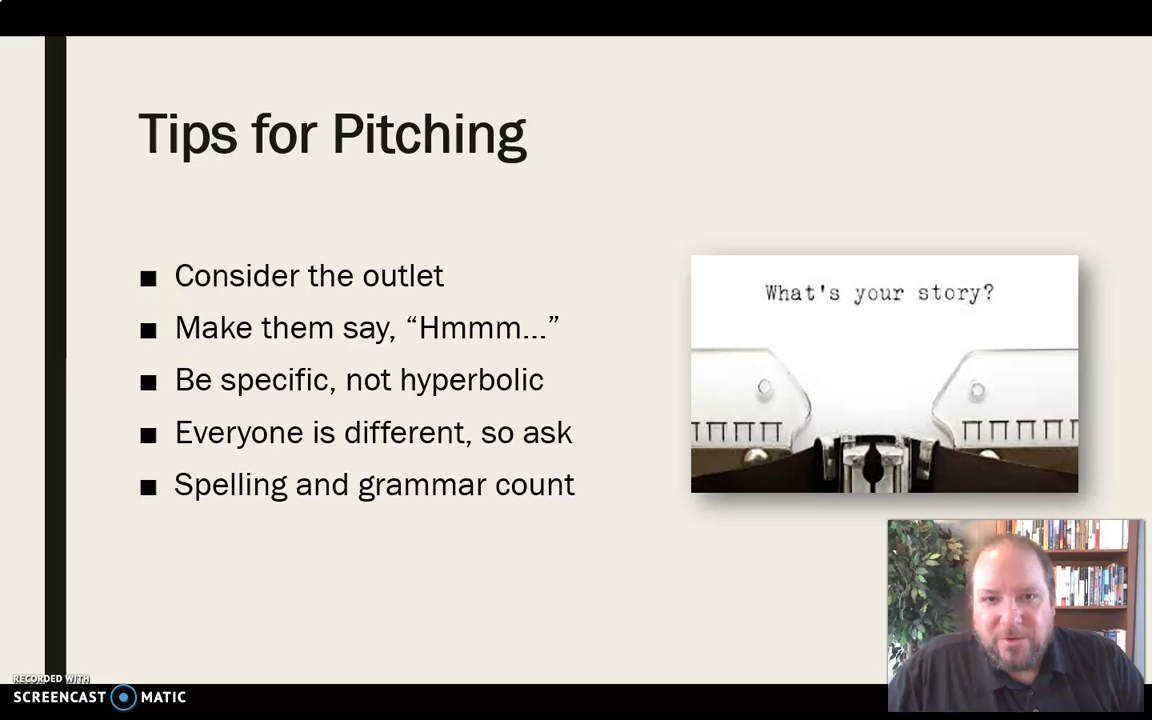 Tips for Pitching
■ Consider the outlet
■ Make them say, “Hmmm...”
■ Be specific, not hyperbolic
■ Everyone is different, so ask
■ Spelling and grammar count
What's your story?
RECORDED WITH
SCREENCAST MATIC